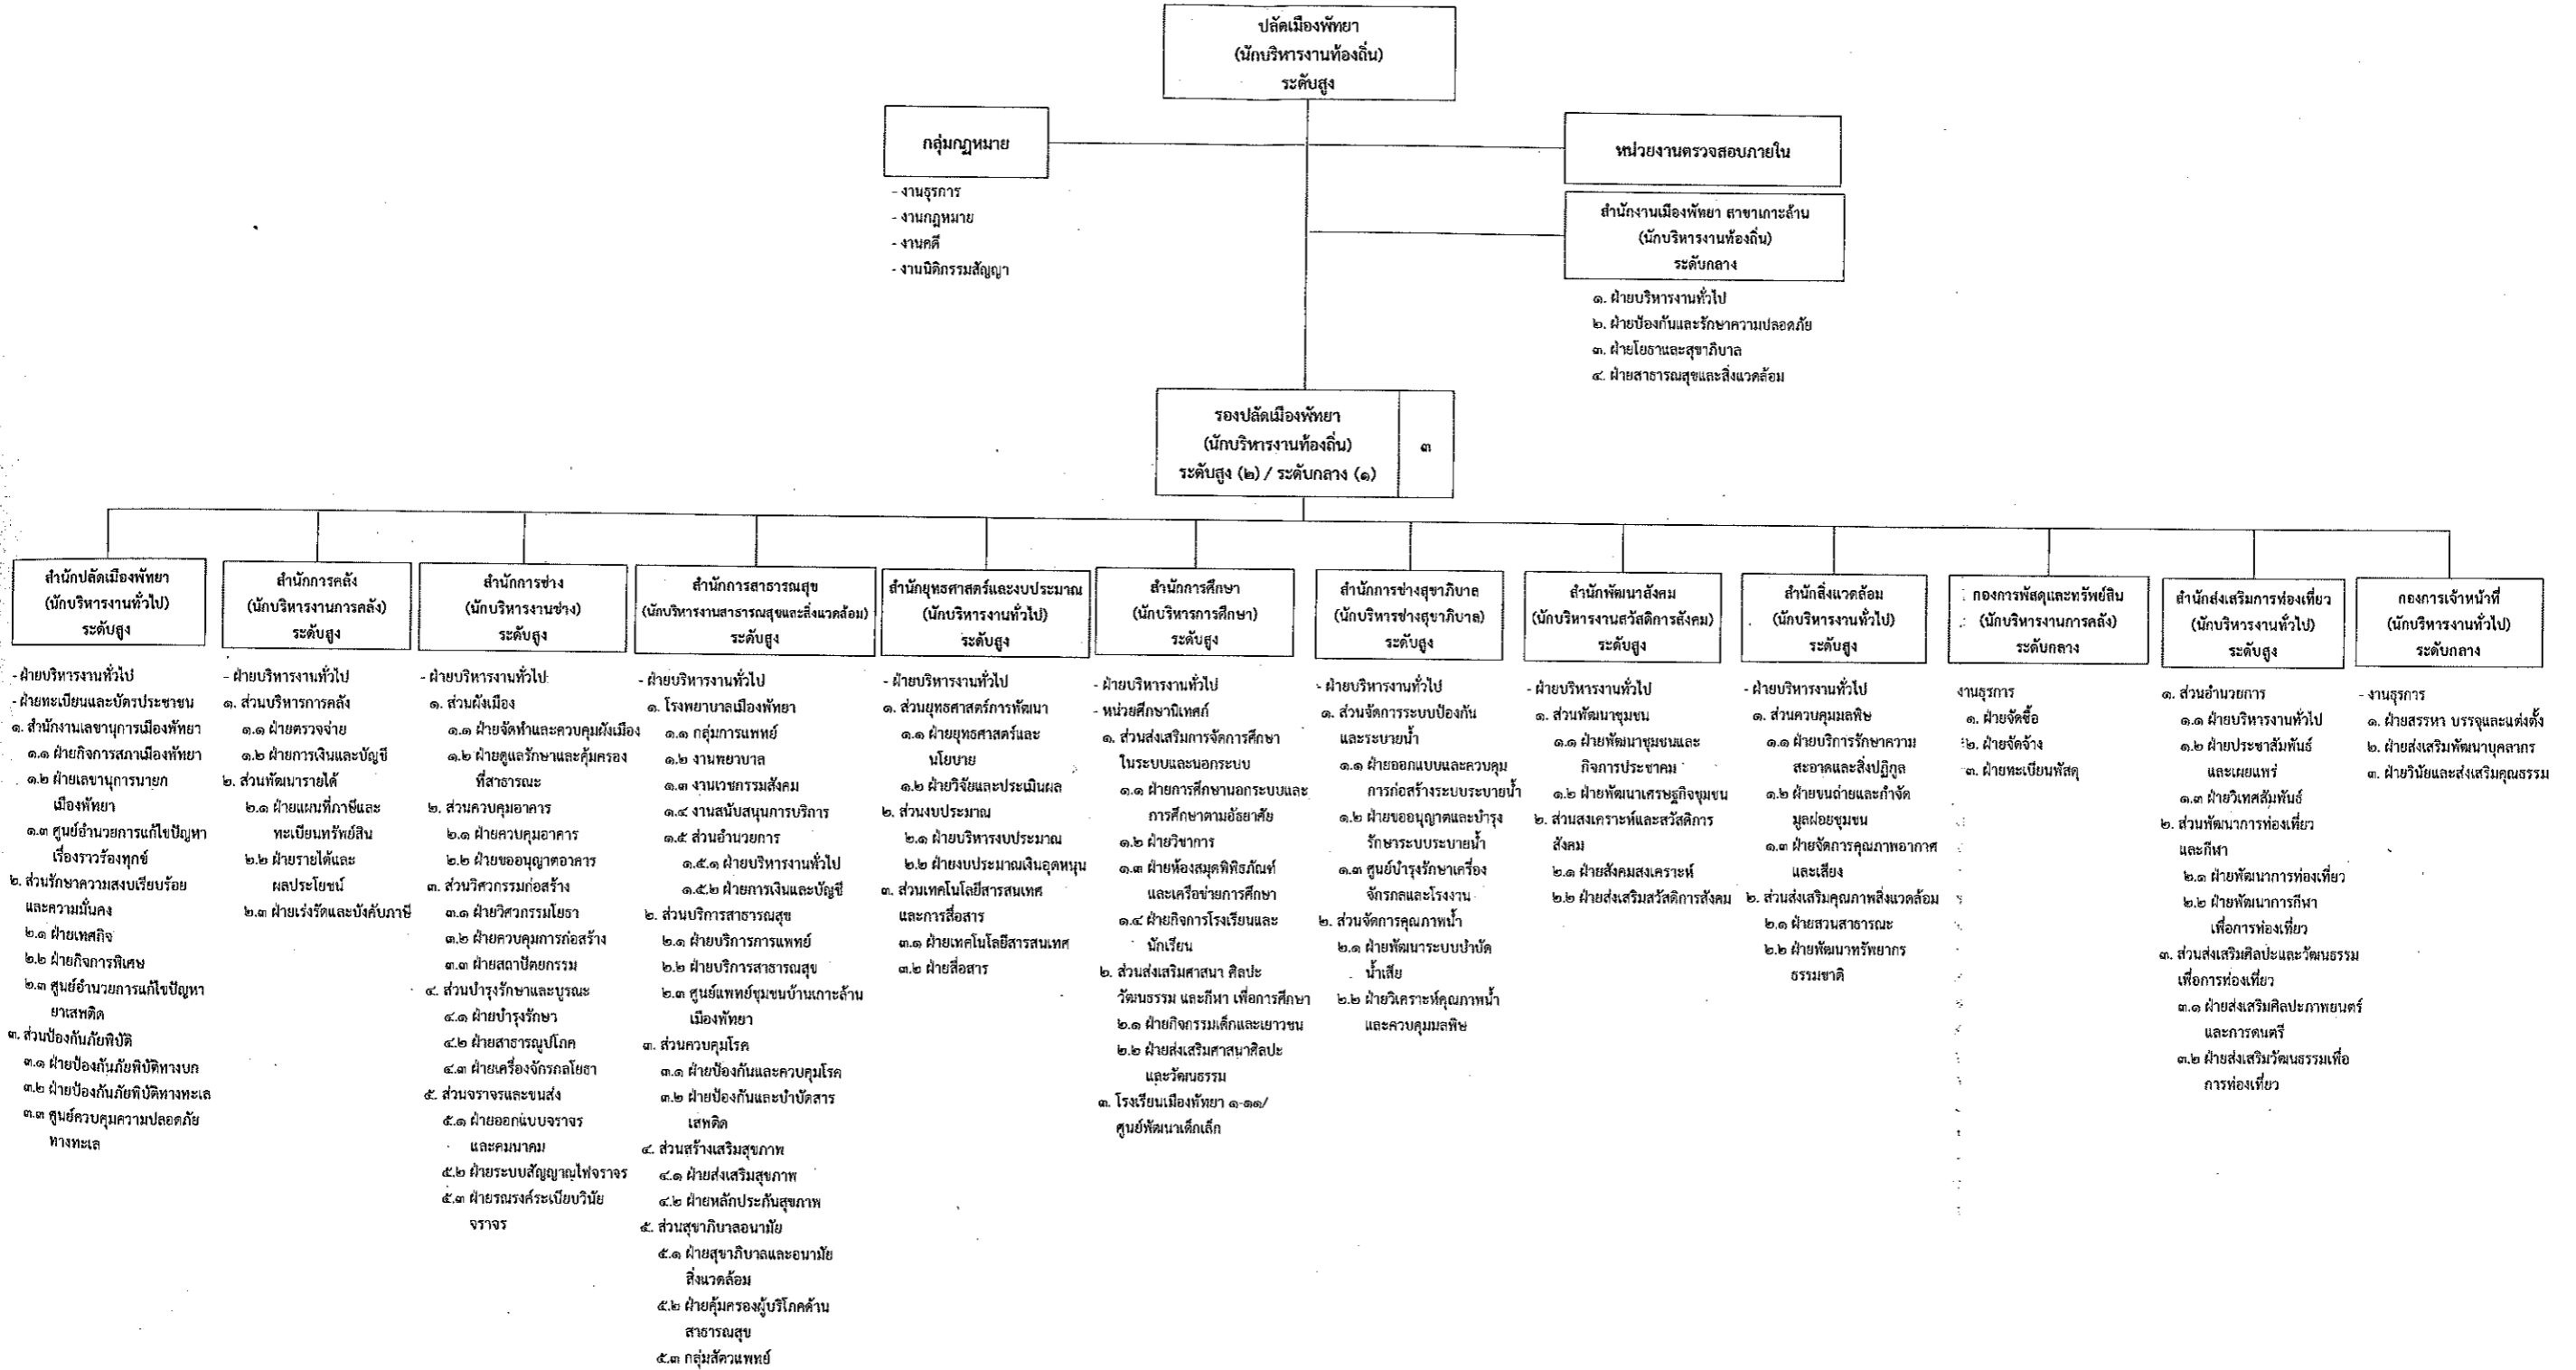 ปลัดเมืองพัทยา
(นักบริหารงานท้องถิ่น)
ระดับสูง
กลุ่มกฎหมาย
- งานธุรการ
- งานกฎหมาย
- งานคดี
- งานนิติกรรมสัญญา
หน่วยงานตรวจสอบภายใน
สำนักงานเมืองพัทยา สาขาเกาะล้าน
(นักบริหารงานท้องถิ่น)
ระดับกลาง
๑. ฝ่ายบริหารงานทั่วไป
๒. ฝ่ายป้องกันและรักษาความปลอดภัย
๓. ฝ่ายโยธาและสุขาภิบาล
๔. ฝ่ายสาธารณสุขและสิ่งแวดล้อม
รองปลัดเมืองพัทยา
(นักบริหารงานท้องถิ่น)
ระดับสูง (๒) / ระดับกลาง (๑)
๓
สำนักปลัดเมืองพัทยา
(นักบริหารงานทั่วไป)
ระดับสูง
- ฝ่ายบริหารงานทั่วไป
- ฝ่ายทะเบียนและบัตรประชาชน
๑. สำนักงานเลขานุการเมืองพัทยา
๑.๑ ฝ่ายกิจการสภาเมืองพัทยา
๑.๒ ฝ่ายเลขานุการนายก
เมืองพัทยา
๑.๓ ศูนย์อำนวยการแก้ไขปัญหา
เรื่องราวร้องทุกข์
๒. ส่วนรักษาความสงบเรียบร้อย
และความมั่นคง
๒.๑ ฝ่ายเทศกิจ
๒.๒ ฝ่ายกิจการพิเศษ
๒.๓ ศูนย์อำนวยการแก้ไขปัญหา
ยาเสพติด
๓. ส่วนป้องกันภัยพิบัติ
๓.๑ ฝ่ายป้องกันภัยพิบัติทางบก
๓.๒ ฝ่ายป้องกันภัยพิบัติทางทะเล
๓.๓ ศูนย์ควบคุมความปลอดภัย
ทางทะเล
สำนักการคลัง
(นักบริหารงานการคลัง)
ระดับสูง
- ฝ่ายบริหารงานทั่วไป
๑. ส่วนบริหารการคลัง
๑.๑ ฝ่ายตรวจจ่าย
๑.๒ ฝ่ายการเงินและบัญชี
๒. ส่วนพัฒนารายได้
๒.๑ ฝ่ายแผนที่ภาษีและ
ทะเบียนทรัพย์สิน
๒.๒ ฝ่ายรายได้และ
ผลประโยชน์
๒.๓ ฝ่ายเร่งรัดและบังคับภาษี
สำนักการช่าง
(นักบริหารงานช่าง)
ระดับสูง
- ฝ่ายบริหารงานทั่วไป
๑. ส่วนผังเมือง
๑.๑ ฝ่ายจัดทำและควบคุมผังเมือง
๑.๒ ฝ่ายดูแลรักษาและคุ้มครอง
ที่สาธารณะ
๒. ส่วนควบคุมอาคาร
๒.๑ ฝ่ายควบคุมอาคาร
๒.๒ ฝ่ายขออนุญาตอาคาร
๓. ส่วนวิศวกรรมก่อสร้าง
๓.๑ ฝ่ายวิศวกรรมโยธา
๓.๒ ฝ่ายควบคุมการก่อสร้าง
๓.๓ ฝ่ายสถาปัตยกรรม
๔. ส่วนบำรุงรักษาและบูรณะ
๔.๑ ฝ่ายบำรุงรักษา
๔.๒ ฝ่ายสาธารณูปโภค
๔.๓ ฝ่ายเครื่องจักรกลโยธา
๕. ส่วนจราจรและขนส่ง
๕.๑ ฝ่ายออกแบบจราจร
และคมนาคม
๕.๒ ฝ่ายระบบสัญญาณไฟจราจร
๕.๓ ฝ่ายรณรงค์ระเบียบวินัย
จราจร
สำนักการสาธารณสุข
(นักบริหารงานสาธารณสุขและสิ่งแวดล้อม)
ระดับสูง
- ฝ่ายบริหารงานทั่วไป
๑. โรงพยาบาลเมืองพัทยา
๑.๑ กลุ่มการแพทย์
๑.๒ งานพยาบาล
๑.๓ งานเวชกรรมสังคม
๑.๔ งานสนับสนุนการบริการ
๑.๕ ส่วนอำนวยการ
๑.๕.๑ ฝ่ายบริหารงานทั่วไป
๑.๕.๒ ฝ่ายการเงินและบัญชี
๒. ส่วนบริการสาธารณสุข
๒.๑ ฝ่ายบริการการแพทย์
๒.๒ ฝ่ายบริการสาธารณสุข
๒.๓ ศูนย์แพทย์ชุมชนบ้านเกาะล้าน
เมืองพัทยา
๓. ส่วนควบคุมโรค
๓.๑ ฝ่ายป้องกันและควบคุมโรค
๓.๒ ฝ่ายป้องกันและบำบัดสาร
เสพติด
๔. ส่วนสร้างเสริมสุขภาพ
๔.๑ ฝ่ายส่งเสริมสุขภาพ
๔.๒ ฝ่ายหลักประกันสุขภาพ
๕. ส่วนสุขาภิบาลอนามัย
๕.๑ ฝ่ายสุขาภิบาลและอนามัย
สิ่งแวดล้อม
๕.๒ ฝ่ายคุ้มครองผู้บริโภคด้าน
สาธารณสุข
๕.๓ กลุ่มสัตวแพทย์
สำนักยุทธศาสตร์และงบประมาณ
(นักบริหารงานทั่วไป)
ระดับสูง
- ฝ่ายบริหารงานทั่วไป
๑. ส่วนยุทธศาสตร์การพัฒนา
๑.๑ ฝ่ายยุทธศาสตร์และ
นโยบาย
๑.๒ ฝ่ายวิจัยและประเมินผล
๒. ส่วนงบประมาณ
๒.๑ ฝ่ายบริหารงบประมาณ
๒.๒ ฝ่ายงบประมาณเงินอุดหนุน
๓. ส่วนเทคโนโลยีสารสนเทศ
และการสื่อสาร
๓.๑ ฝ่ายเทคโนโลยีสารสนเทศ
๓.๒ ฝ่ายสื่อสาร
สำนักการศึกษา
(นักบริหารการศึกษา)
ระดับสูง
- ฝ่ายบริหารงานทั่วไป
- หน่วยศึกษานิเทศก์
๑. ส่วนส่งเสริมการจัดการศึกษา
ในระบบและนอกระบบ
๑.๑ ฝ่ายการศึกษานอกระบบและ
การศึกษาตามอัธยาศัย
๑.๒ ฝ่ายวิชาการ
๑.๓ ฝ่ายห้องสมุดพิพิธภัณฑ์
และเครือข่ายการศึกษา
๑.๔ ฝ่ายกิจการโรงเรียนและ
นักเรียน
๒. ส่วนส่งเสริมศาสนา ศิลปะ
วัฒนธรรม และกีฬา เพื่อการศึกษา
๒.๑ ฝ่ายกิจกรรมเด็กและเยาวชน
๒.๒ ฝ่ายส่งเสริมศาสนาศิลปะ
และวัฒนธรรม
๓. โรงเรียนเมืองพัทยา ๑-๑๑/
ศูนย์พัฒนาเด็กเล็ก
สำนักการช่างสุขาภิบาล
(นักบริหารช่างสุขาภิบาล)
ระดับสูง
- ฝ่ายบริหารงานทั่วไป
๑. ส่วนจัดการระบบป้องกัน
และระบายน้ำ
๑.๑ ฝ่ายออกแบบและควบคุม
การก่อสร้างระบบระบายน้ำ
๑.๒ ฝ่ายขออนุญาตและบำรุง
รักษาระบบระบายน้ำ
๑.๓ ศูนย์บำรุงรักษาเครื่อง
จักรกลและโรงงาน
๒. ส่วนจัดการคุณภาพน้ำ
๒.๑ ฝ่ายพัฒนาระบบบำบัด
น้ำเสีย
๒.๒ ฝ่ายวิเคราะห์คุณภาพน้ำ
และควบคุมมลพิษ
สำนักพัฒนาสังคม
(นักบริหารงานสวัสดิการสังคม)
ระดับสูง
- ฝ่ายบริหารงานทั่วไป
๑. ส่วนพัฒนาชุมชน
๑.๑ ฝ่ายพัฒนาชุมชนและ
กิจการประชาคม
๑.๒ ฝ่ายพัฒนาเศรษฐกิจชุมชน
๒. ส่วนสงเคราะห์และสวัสดิการ
สังคม
๒.๑ ฝ่ายสังคมสงเคราะห์
๒.๒ ฝ่ายส่งเสริมสวัสดิการสังคม
สำนักสิ่งแวดล้อม
(นักบริหารงานทั่วไป)
ระดับสูง
- ฝ่ายบริหารงานทั่วไป
๑. ส่วนควบคุมมลพิษ
๑.๑ ฝ่ายบริการรักษาความ
สะอาดและสิ่งปฏิกูล
๑.๒ ฝ่ายขนถ่ายและกำจัด
มูลฝอยชุมชน
๑.๓ ฝ่ายจัดการคุณภาพอากาศ
และเสียง
๒. ส่วนส่งเสริมคุณภาพสิ่งแวดล้อม
๒.๑ ฝ่ายสวนสาธารณะ
๒.๒ ฝ่ายพัฒนาทรัพยากร
ธรรมชาติ
กองการพัสดุและทรัพย์สิน
(นักบริหารงานการคลัง)
ระดับกลาง
งานธุรการ
๑. ฝ่ายจัดซื้อ
๒. ฝ่ายจัดจ้าง
๓. ฝ่ายทะเบียนพัสดุ
สำนักส่งเสริมการท่องเที่ยว
(นักบริหารงานทั่วไป)
ระดับสูง
๑. ส่วนอำนวยการ
๑.๑ ฝ่ายบริหารงานทั่วไป
๑.๒ ฝ่ายประชาสัมพันธ์
และเผยแพร่
๑.๓ ฝ่ายวิเทศสัมพันธ์
๒. ส่วนพัฒนาการท่องเที่ยว
และกีฬา
๒.๑ ฝ่ายพัฒนาการท่องเที่ยว
๒.๒ ฝ่ายพัฒนาการกีฬา
เพื่อการท่องเที่ยว
๓. ส่วนส่งเสริมศิลปะและวัฒนธรรม
เพื่อการท่องเที่ยว
๓.๑ ฝ่ายส่งเสริมศิลปะภาพยนตร์
และการดนตรี
๓.๒ ฝ่ายส่งเสริมวัฒนธรรมเพื่อ
การท่องเที่ยว
กองการเจ้าหน้าที่
(นักบริหารงานทั่วไป)
ระดับกลาง
- งานธุรการ
๑. ฝ่ายสรรหา บรรจุและแต่งตั้ง
๒. ฝ่ายส่งเสริมพัฒนาบุคลากร
๓. ฝ่ายวินัยและส่งเสริมคุณธรรม